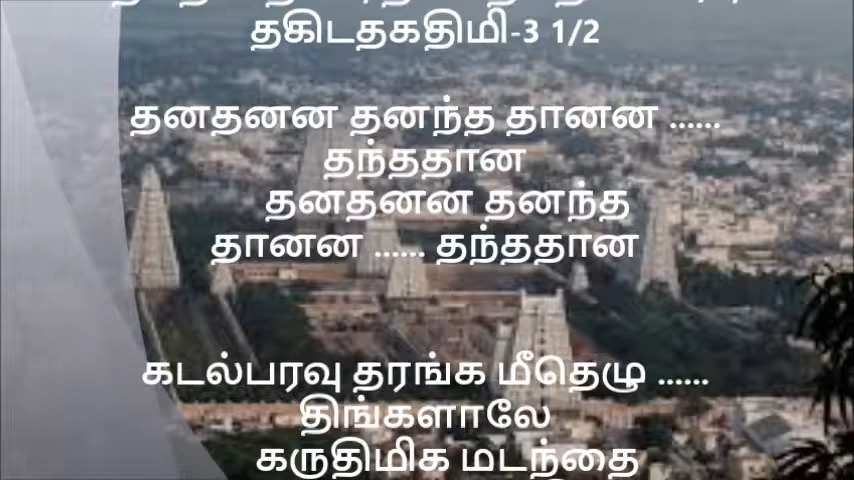 தகிடதகதிமி-3 1/2
தனதனன தனந்த தானன ......
தந்ததான
தனதனன தனந்த
தானன ...... தந்ததான
கடல்பரவு தரங்க மீதெழு ......
திங்களாலே
கருதிமிக மடந்தை